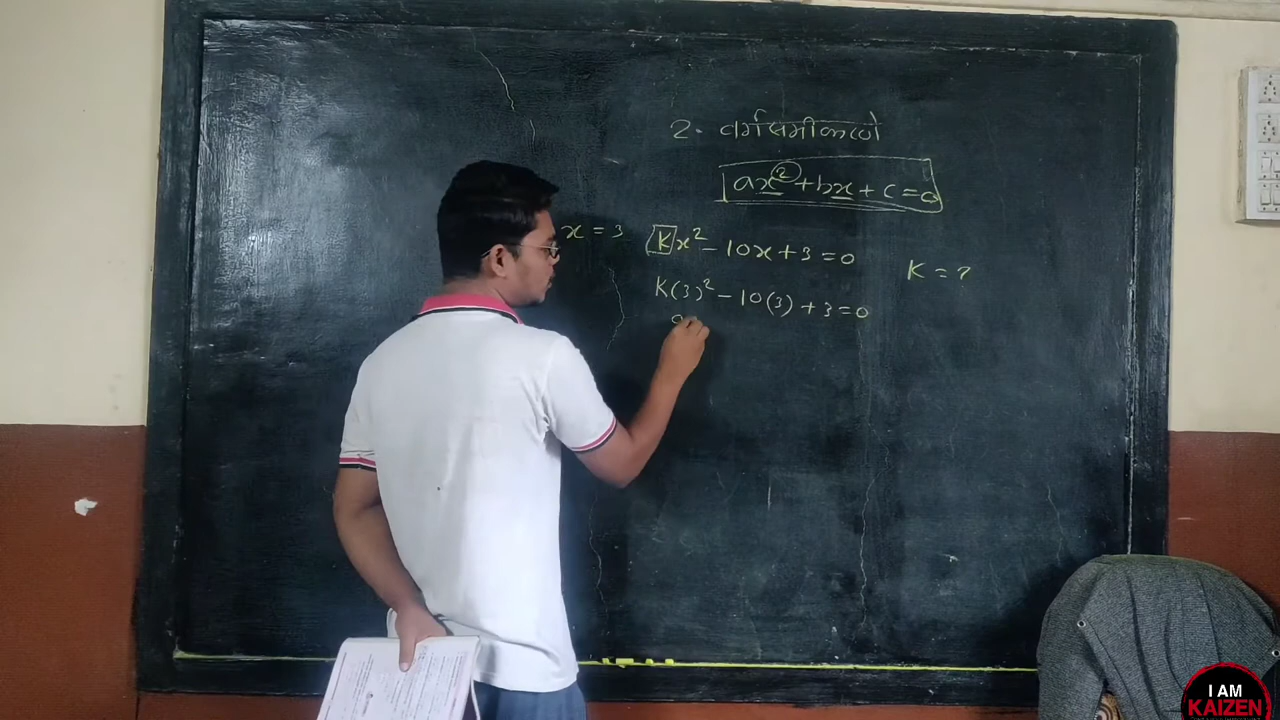 2. वर्गसमीकरणे
ax²+bx+c=0
x=3
Kx²-10x+3=0
K=?
K(3)²-10(3)+3=0
9
I AM
KAIZEN